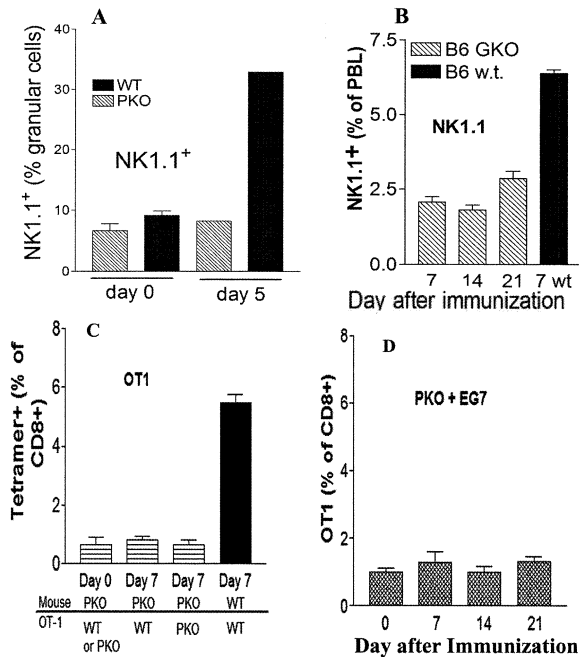 A
NK1.1+ (% granular cells)
40
30
20
10
0
WT
PKO
NK1.1+
day 0
day 5
B
NK1.1+ (% of PBL)
7.5
5.0
2.5
0.0
B6 GKO
B6 w.t.
NK1.1
7 14 21 7 wt
Day after immunization
C
Tetramer+ (% of
CD8+)
8
6
4
2
0
OT1
Day 0 Day 7 Day 7 Day 7
Mouse PKO PKO PKO WT
OT-1 WT WT PKO WT
or PKO
D
OT1 (% of CD8+)
8
6
4
2
0
PKO + EG7
0 7 14 21
Day after Immunization